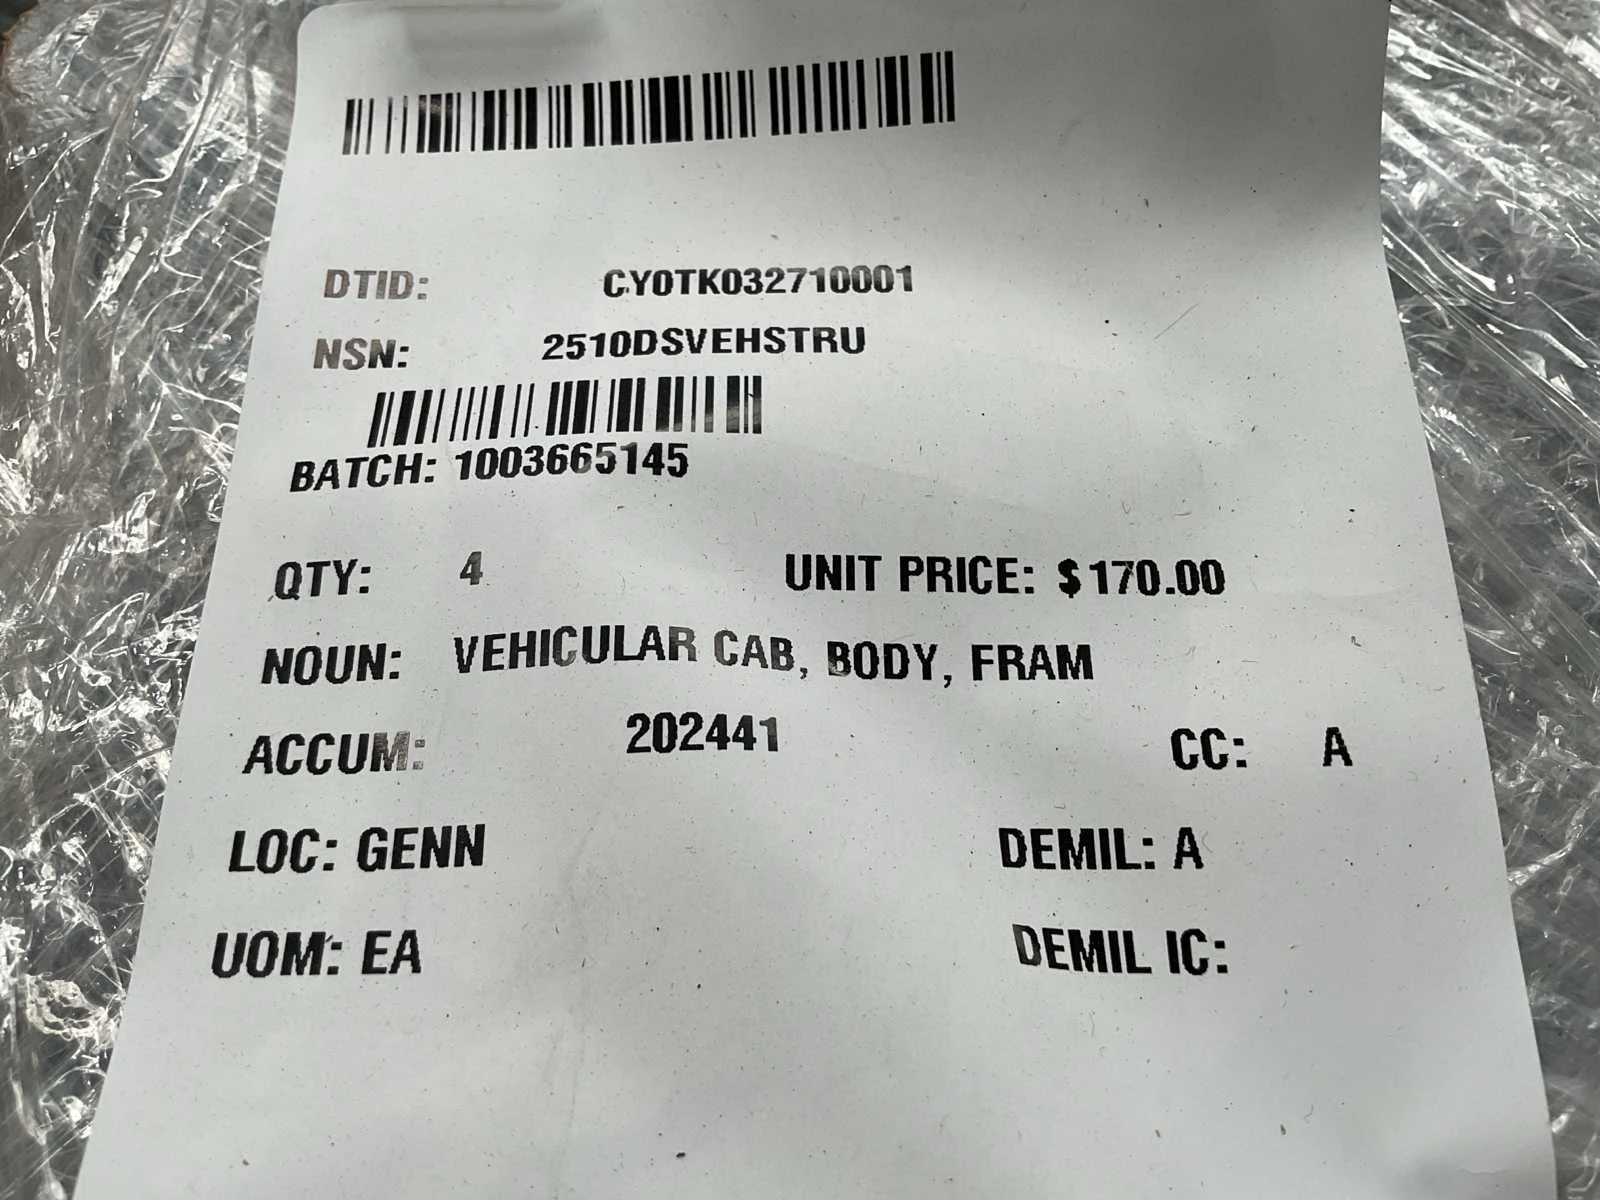 DTID: CY0TK032710001
NSN: 2510DSVEHSTRU
BATCH: 1003665145
QTY: 4 UNIT PRICE: $170.00
NOUN: VEHICULAR CAB, BODY, FRAM
ACCUM: 202441 CC: A
LOC: GENN DEMIL: A
UOM: EA DEMIL IC: